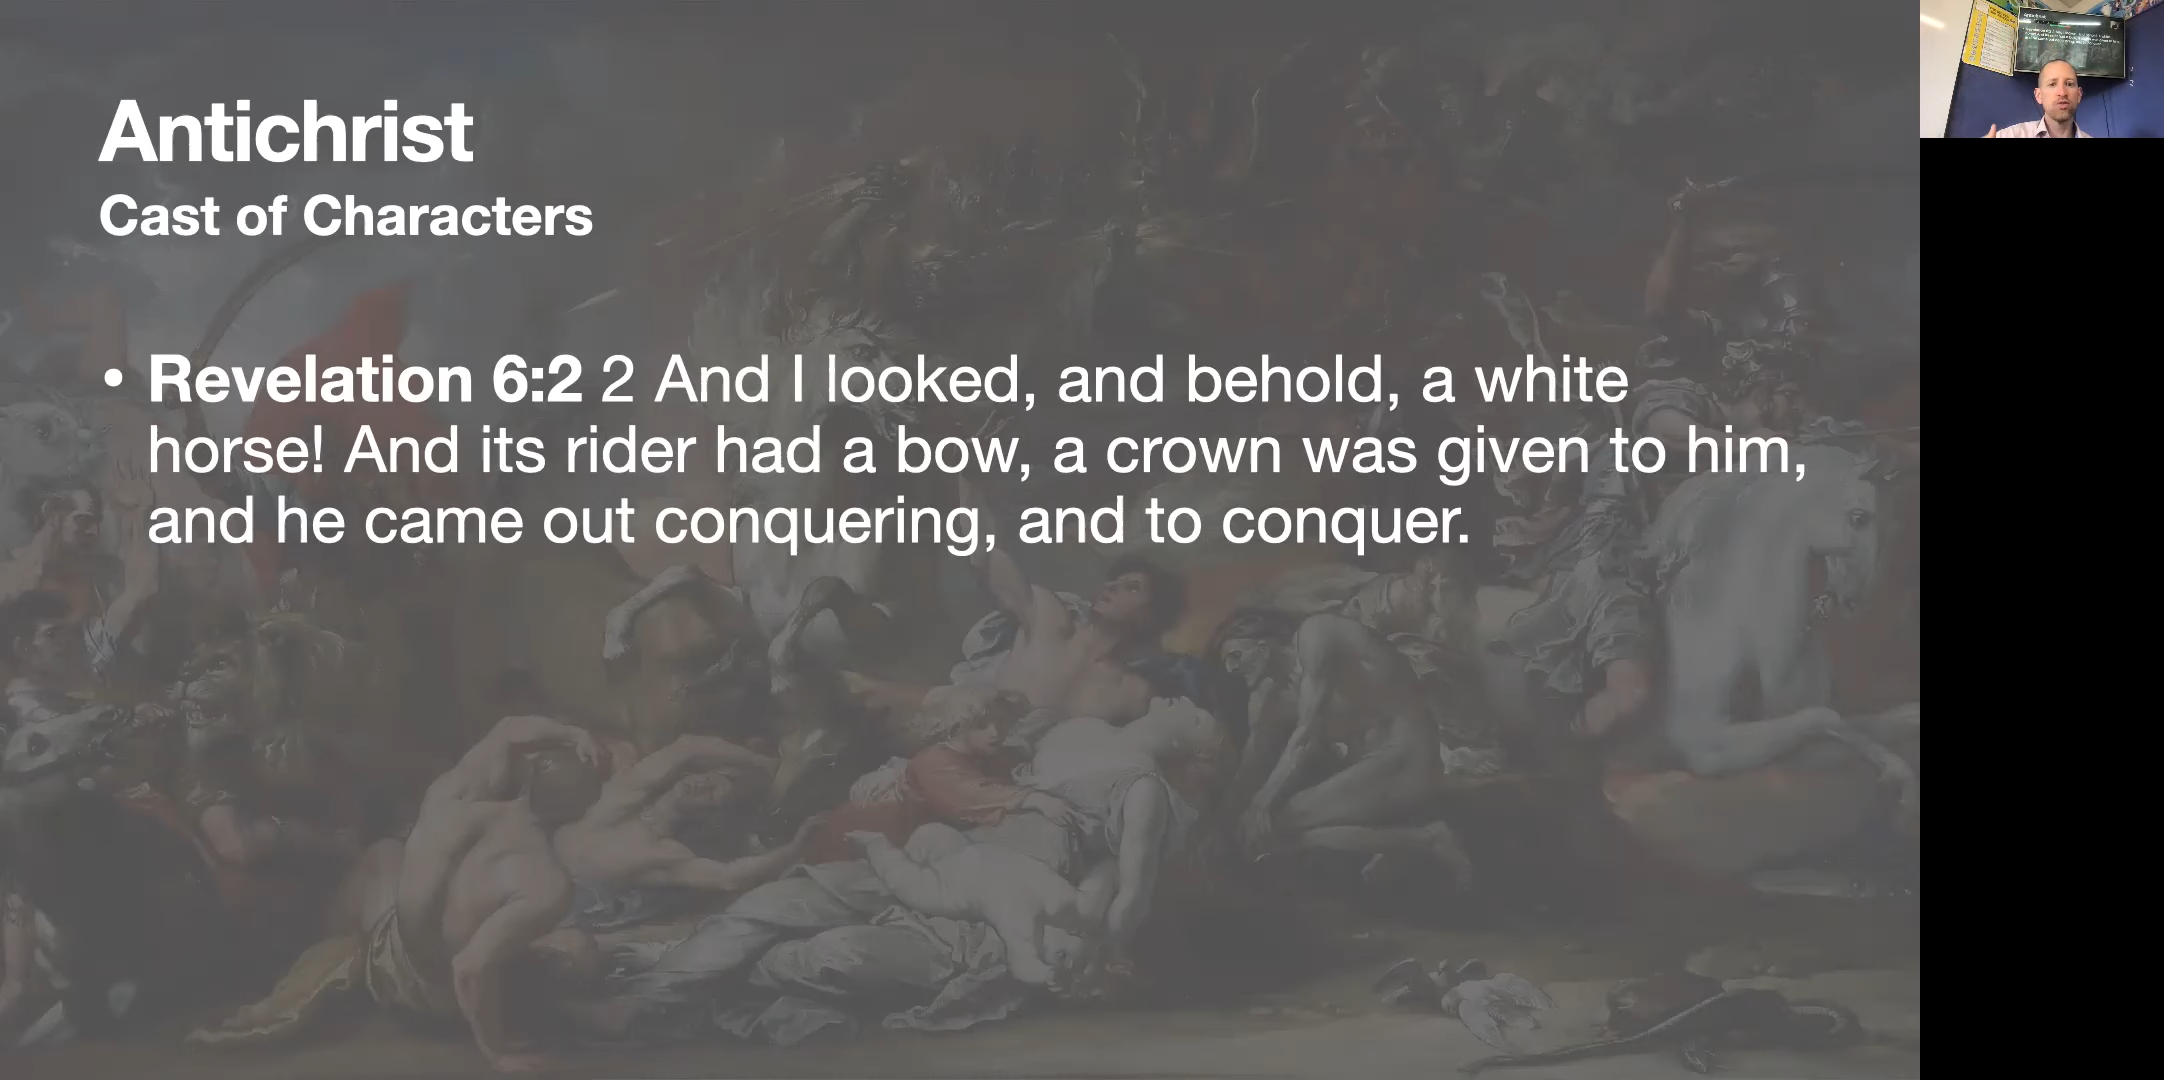 Antichrist
Cast of Characters
• Revelation 6:2 2 And I looked, and behold, a white
horse! And its rider had a bow, a crown was given to him,
and he came out conquering, and to conquer.
Antichrist